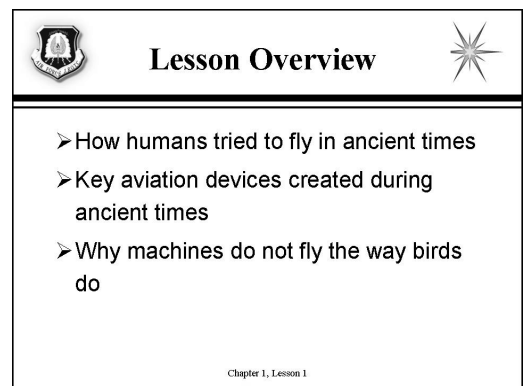 Lesson Overview
➢How humans tried to fly in ancient times
➢Key aviation devices created during
ancient times
➢Why machines do not fly the way birds
do
Chapter 1, Lesson 1